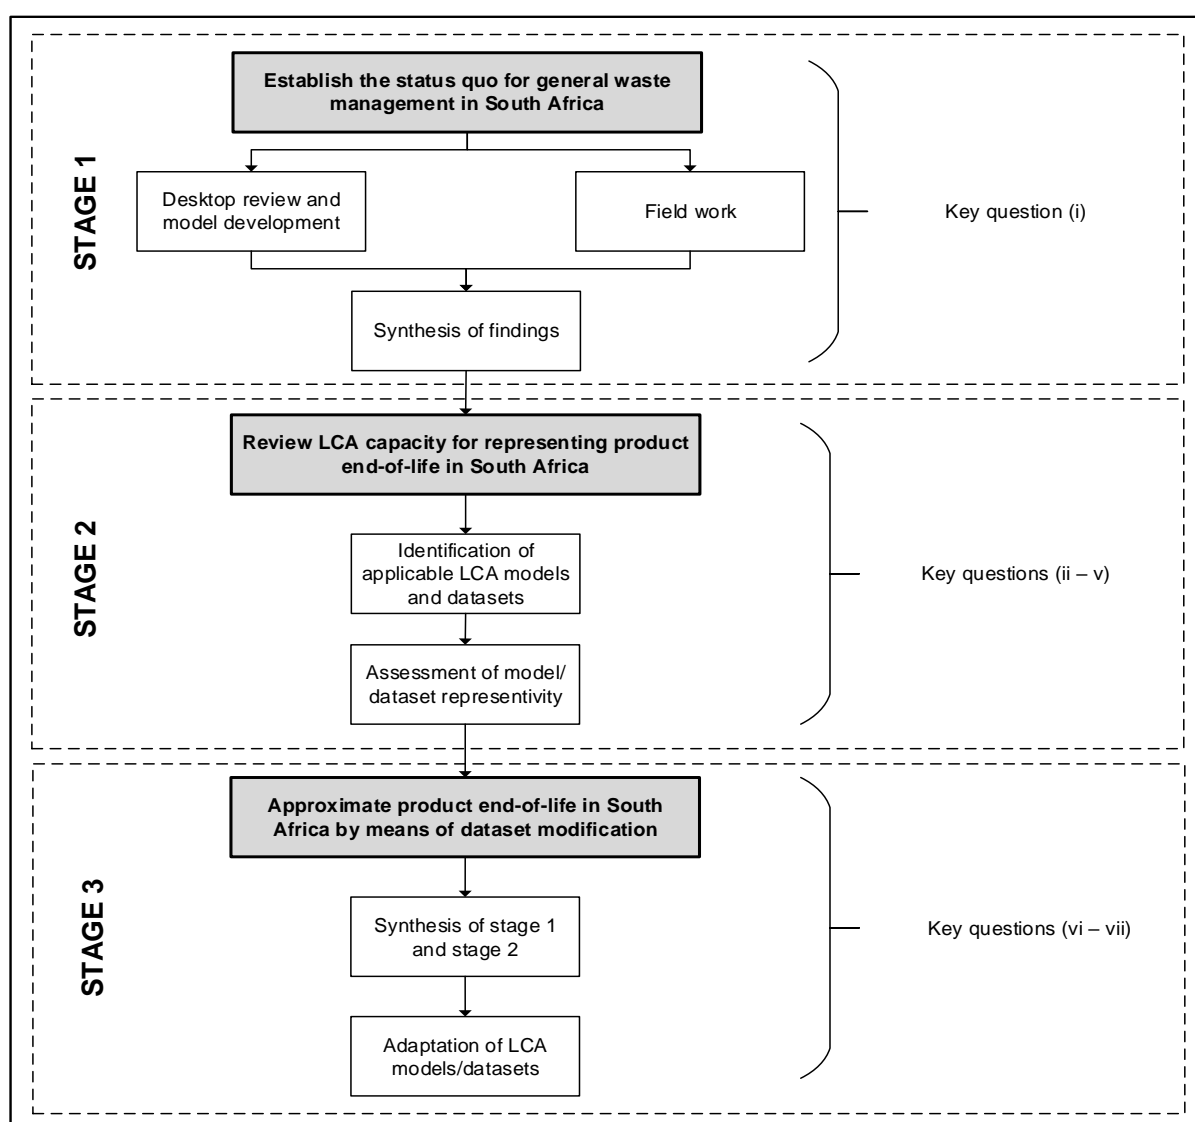 STAGE 1
Establish the status quo for general waste
management in South Africa
Desktop review and
model development
Field work
Synthesis of findings
Key question (i)
STAGE 2
Review LCA capacity for representing product
end-of-life in South Africa
Identification of
applicable LCA models
and datasets
Assessment of model/
dataset representivity
Key questions (ii – v)
STAGE 3
Approximate product end-of-life in South
Africa by means of dataset modification
Synthesis of stage 1
and stage 2
Adaptation of LCA
models/datasets
Key questions (vi – vii)